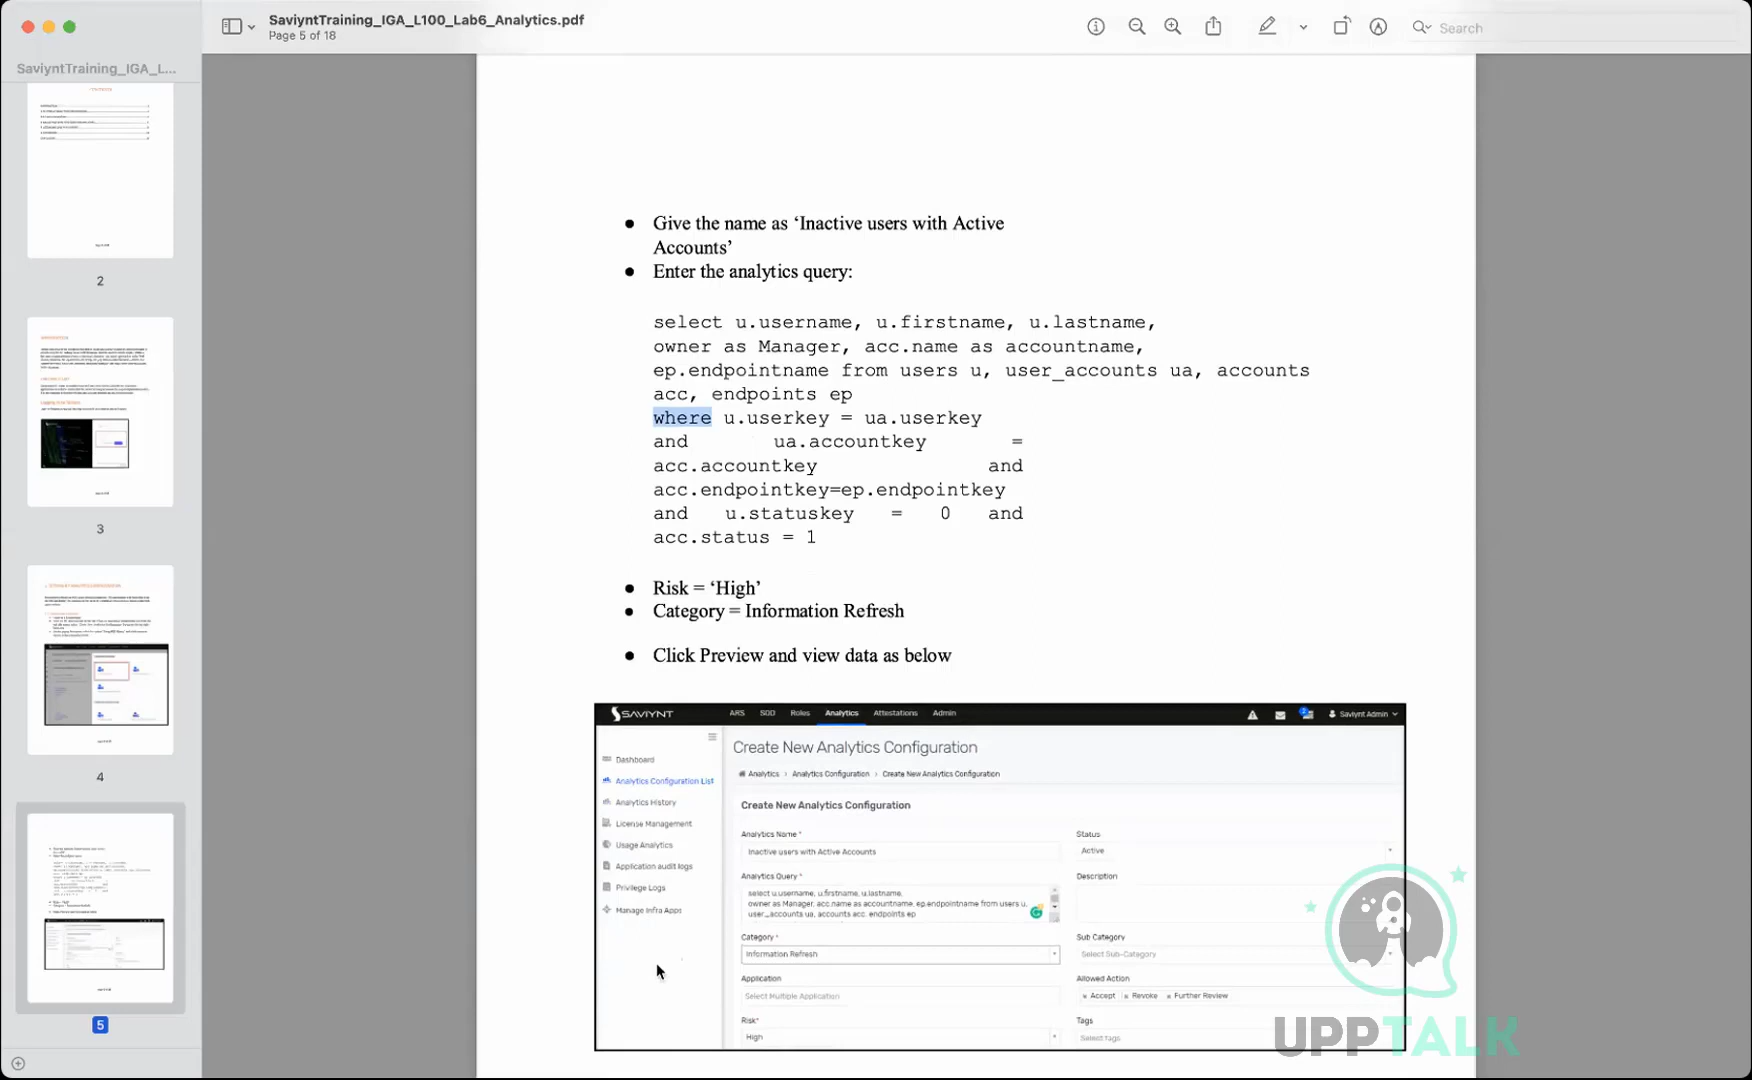 SaviyntTraining_IGA_L100_Lab6_Analytics.pdf
Page 5 of 18
Search
SaviyntTraining_IGA_L...
2
3
4
5
● Give the name as ‘Inactive users with Active
Accounts’
● Enter the analytics query:
select u.username, u.firstname, u.lastname,
owner as Manager, acc.name as accountname,
ep.endpointname from users u, user_accounts ua, accounts
acc, endpoints ep
where u.userkey = ua.userkey
and ua.accountkey =
acc.accountkey and
acc.endpointkey=ep.endpointkey
and u.statuskey = 0 and
acc.status = 1
● Risk = ‘High’
● Category = Information Refresh
● Click Preview and view data as below
SAVIYNT ARS SOD Roles Analytics Attestations Admin Saviynt Admin
Create New Analytics Configuration
Analytics › Analytics Configuration › Create New Analytics Configuration
Dashboard
Analytics Configuration List
Analytics History
License Management
Usage Analytics
Application audit logs
Privilege Logs
Manage Infra Apps
Create New Analytics Configuration
Analytics Name * Status
Inactive users with Active Accounts Active
Analytics Query * Description
select u.username, u.firstname, u.lastname,
owner as Manager, acc.name as accountname, ep.endpointname from users u,
user_accounts ua, accounts acc, endpoints ep
Category * Sub Category
Information Refresh Select Sub-Category
Application Allowed Action
Select Multiple Application × Accept × Revoke × Further Review
Risk* Tags
High Select tags
UPPTALK